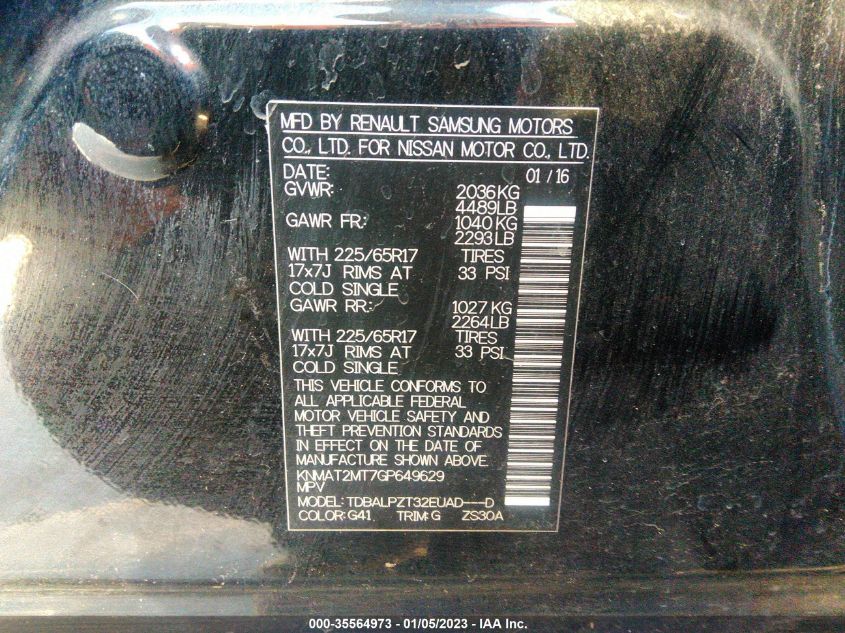 MFD BY RENAULT SAMSUNG MOTORS
CO., LTD. FOR NISSAN MOTOR CO., LTD.
DATE: 01 / 16
GVWR: 2036KG
4489LB
GAWR FR: 1040 KG
2293LB
WITH 225/65R17 TIRES
17x7J RIMS AT 33 PSI
COLD SINGLE
GAWR RR: 1027 KG
2264LB
WITH 225/65R17 TIRES
17x7J RIMS AT 33 PSI
COLD SINGLE
THIS VEHICLE CONFORMS TO
ALL APPLICABLE FEDERAL
MOTOR VEHICLE SAFETY AND
THEFT PREVENTION STANDARDS
IN EFFECT ON THE DATE OF
MANUFACTURE SHOWN ABOVE.
KNMAT2MT7GP649629
MPV
MODEL: TDBALPZT32EUAD---D
COLOR: G41 TRIM: G ZS30A
000-35564973 - 01/05/2023 - IAA Inc.